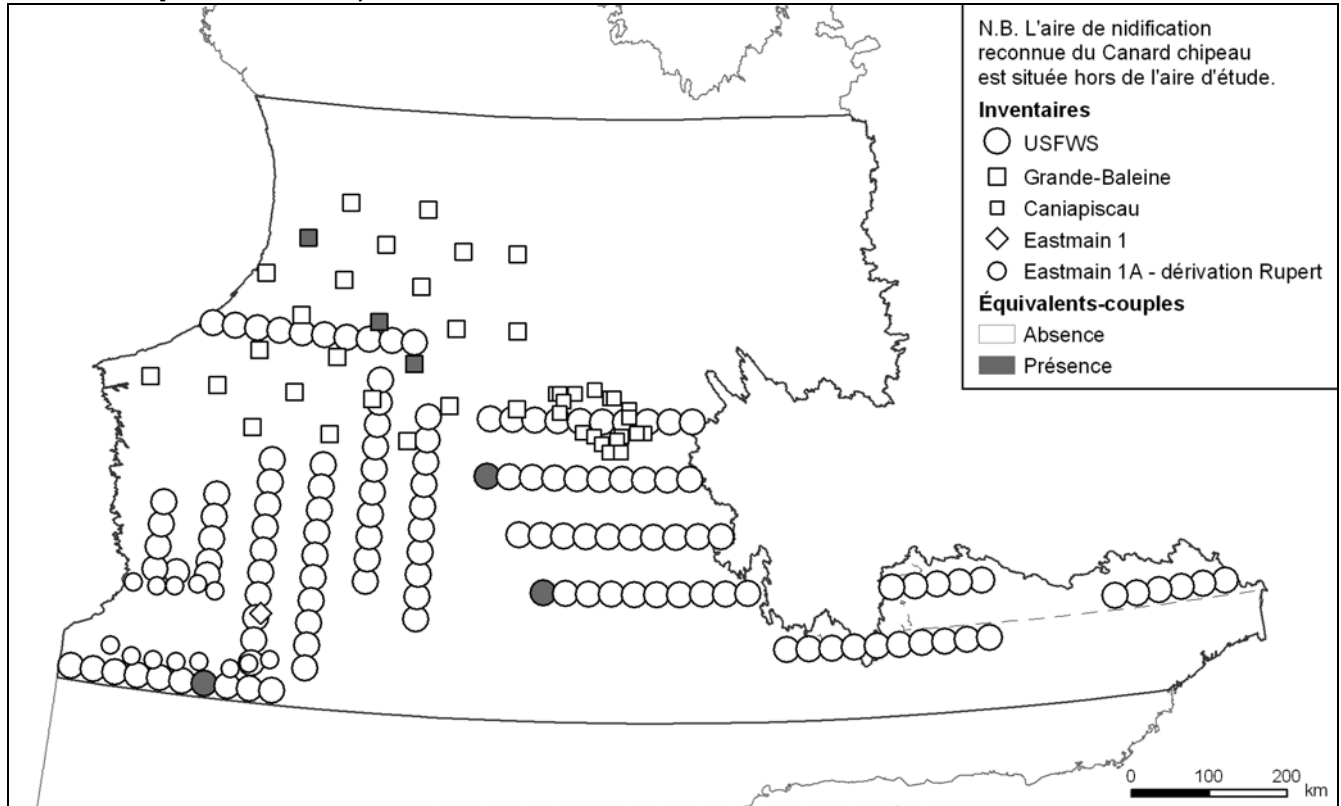 N.B. L'aire de nidification
reconnue du Canard chipeau
est située hors de l'aire d'étude.
Inventaires
USFWS
Grande-Baleine
Caniapiscau
Eastmain 1
Eastmain 1A - dérivation Rupert
Équivalents-couples
Absence
Présence
0 100 200
km